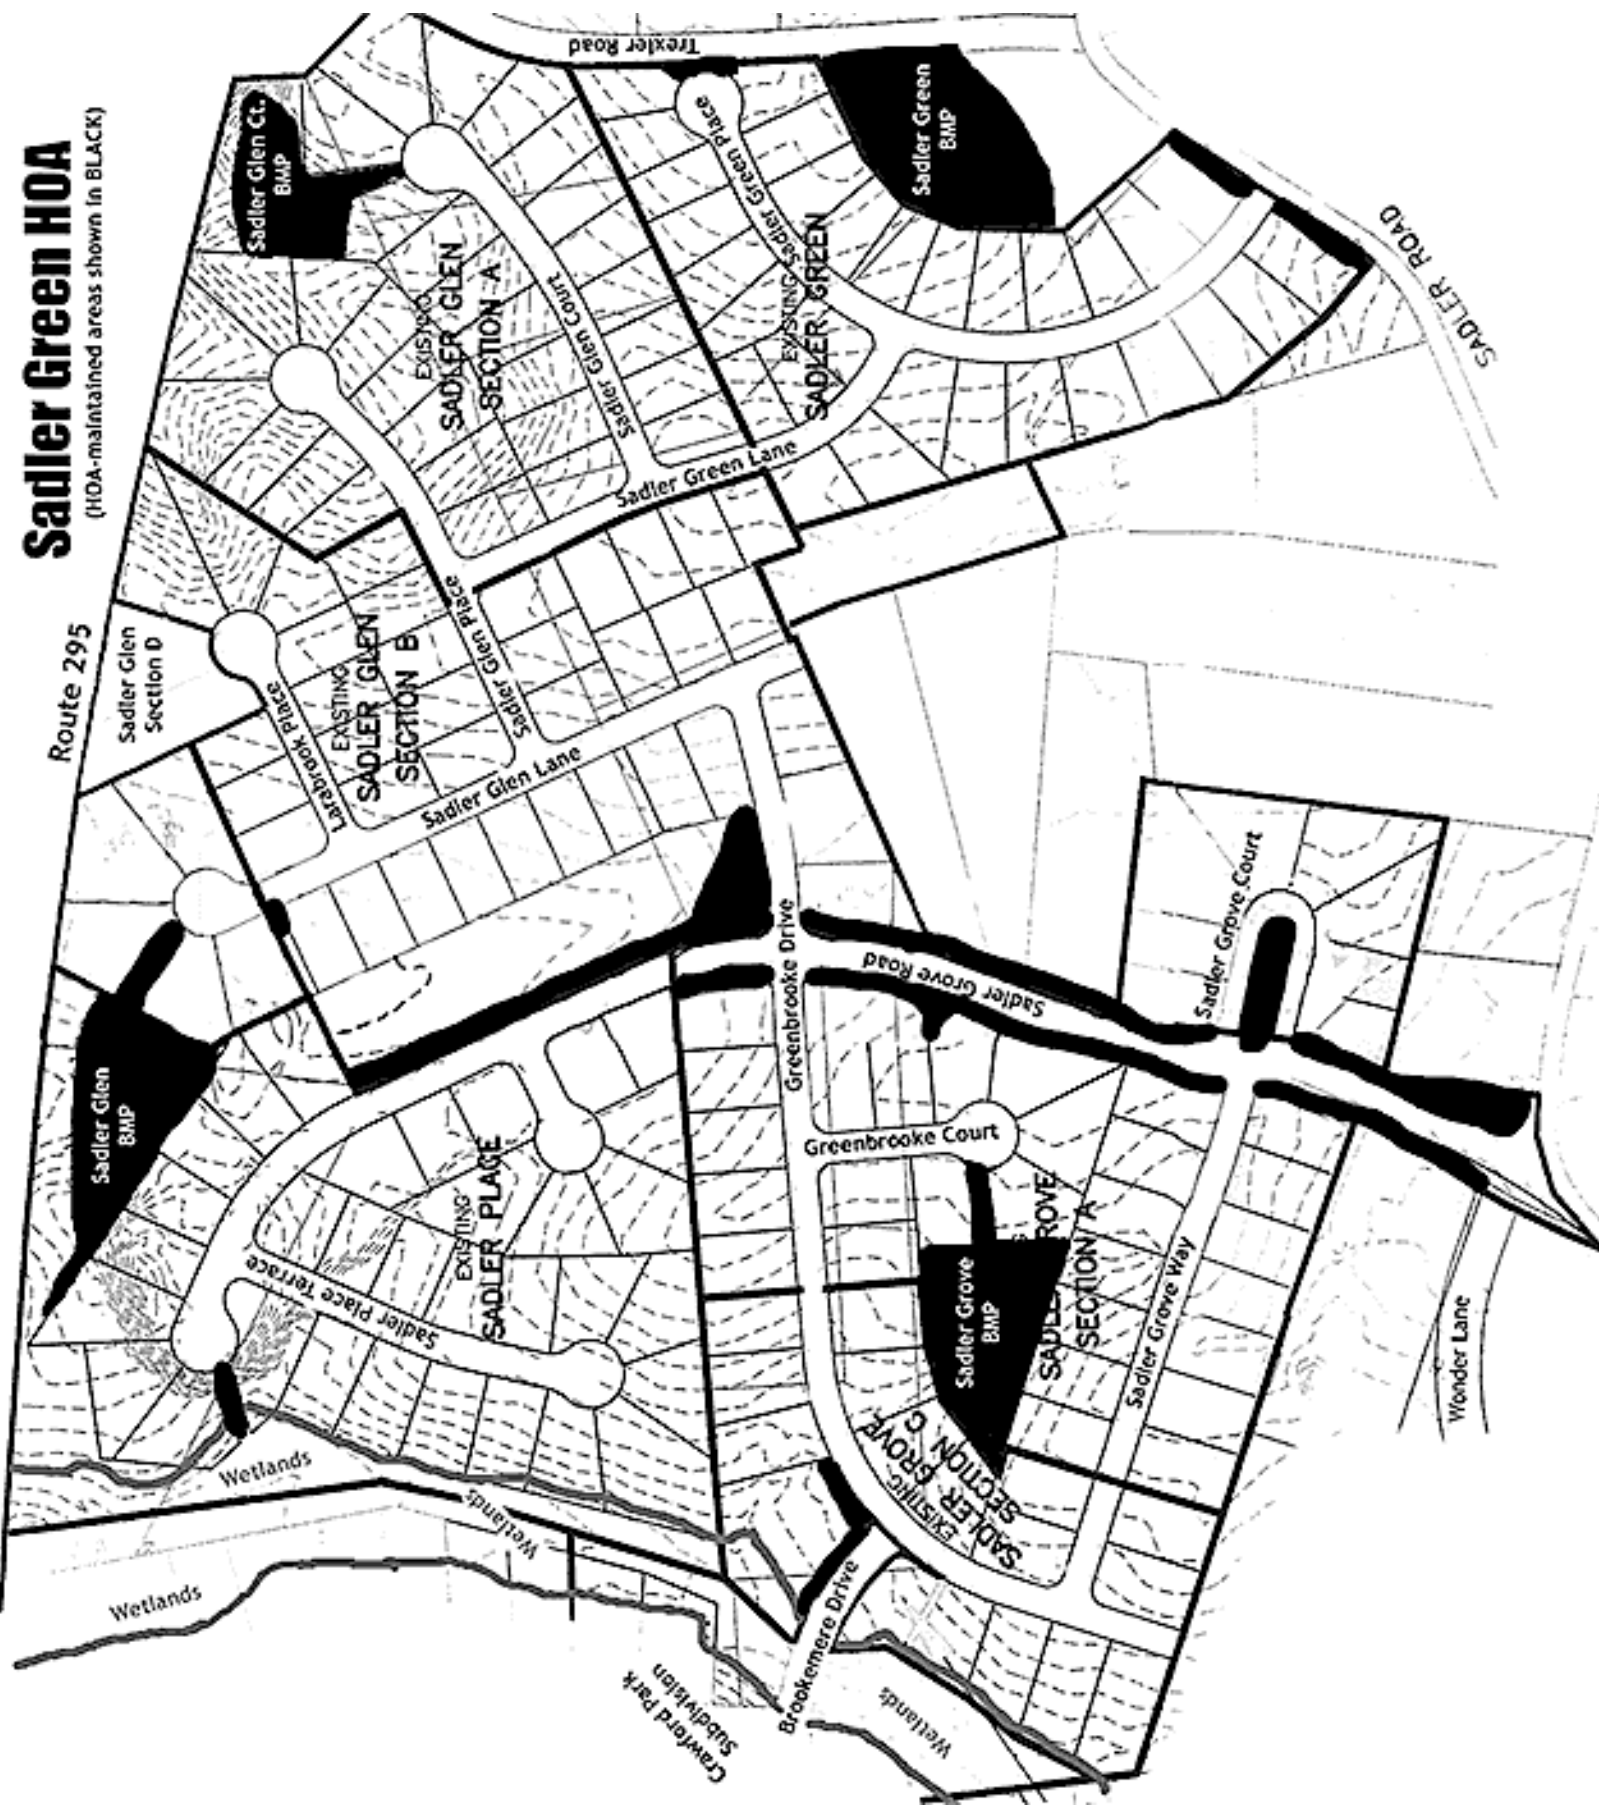 Sadler Green HOA
(HOA-maintained areas shown in BLACK)
Route 295
Trexler Road
SADLER ROAD
Sadler Glen Ct.
BMP
Sadler Green
BMP
Sadler Green Place
EXISTING
SADLER GREEN
Sadler Green Lane
EXISTING
SADLER GLEN
SECTION A
Sadler Glen Court
Sadler Glen Place
Sadler Glen
Section D
Larabrook Place
EXISTING
SADLER GLEN
SECTION B
Sadler Glen Lane
Sadler Glen
BMP
Greenbrooke Drive
Sadler Grove Road
Sadler Grove Court
Greenbrooke Court
EXISTING
SADLER PLACE
Sadler Place Terrace
Sadler Grove
BMP
SADLER GROVE
SECTION A
Sadler Grove Way
Wonder Lane
EXISTING
SADLER
GROVE
SECTION C
Wetlands
Wetlands
Wetlands
Wetlands
Brookemere Drive
Crawford Park
Subdivision